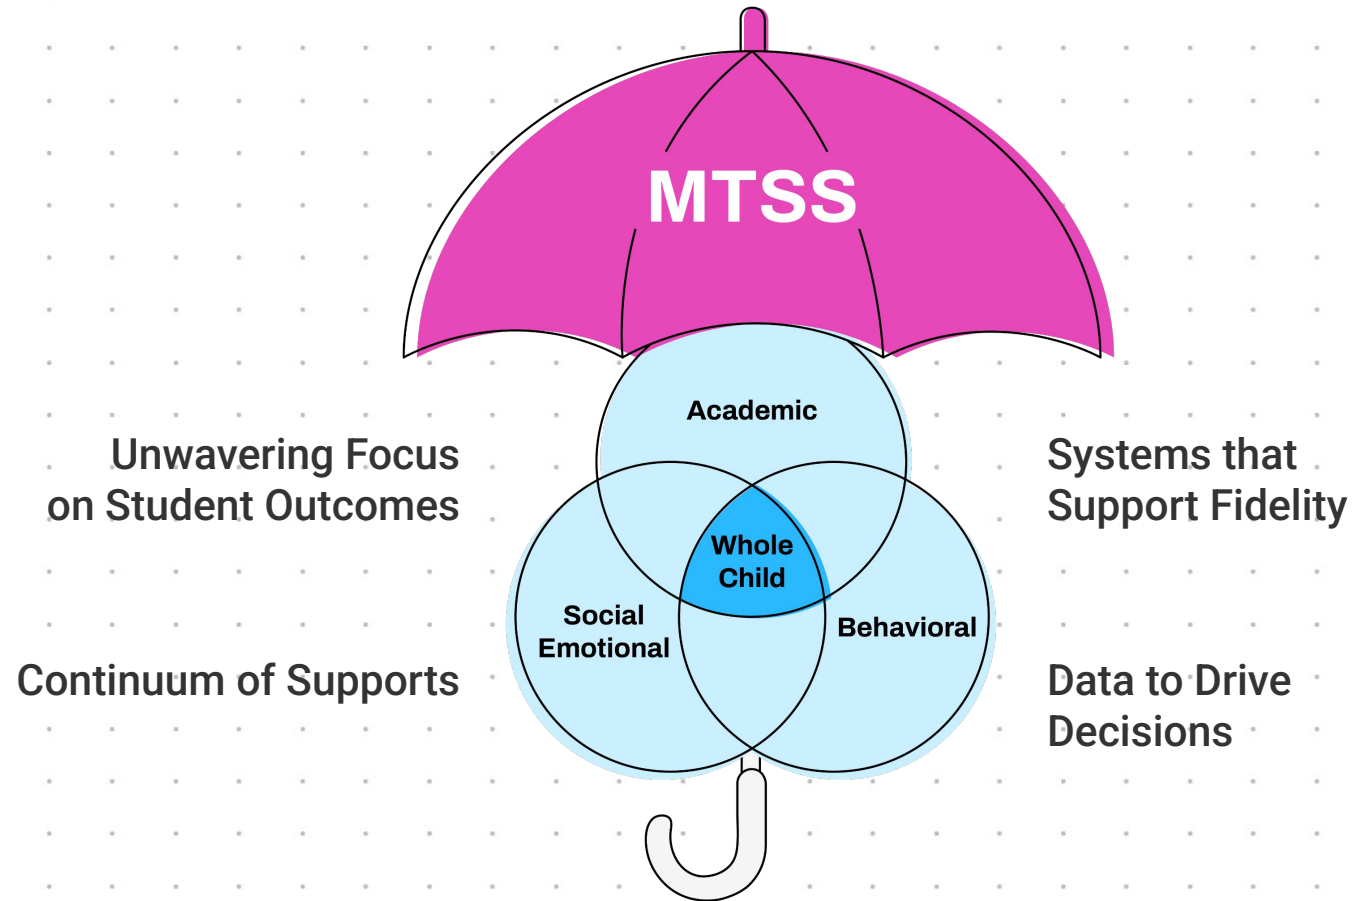 MTSS
Academic
Unwavering Focus
on Student Outcomes
Systems that
Support Fidelity
Whole
Child
Social
Emotional
Behavioral
Continuum of Supports
Data to Drive
Decisions